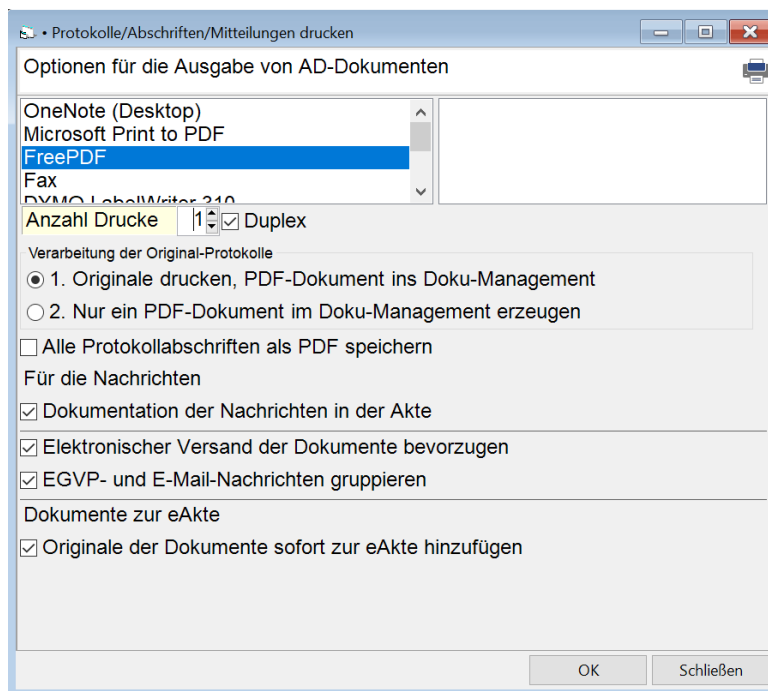 • Protokolle/Abschriften/Mitteilungen drucken
Optionen für die Ausgabe von AD-Dokumenten
OneNote (Desktop)
Microsoft Print to PDF
FreePDF
Fax
DYMO LabelWriter 310
Anzahl Drucke 1 Duplex
Verarbeitung der Original-Protokolle
1. Originale drucken, PDF-Dokument ins Doku-Management
2. Nur ein PDF-Dokument im Doku-Management erzeugen
Alle Protokollabschriften als PDF speichern
Für die Nachrichten
Dokumentation der Nachrichten in der Akte
Elektronischer Versand der Dokumente bevorzugen
EGVP- und E-Mail-Nachrichten gruppieren
Dokumente zur eAkte
Originale der Dokumente sofort zur eAkte hinzufügen
OK Schließen